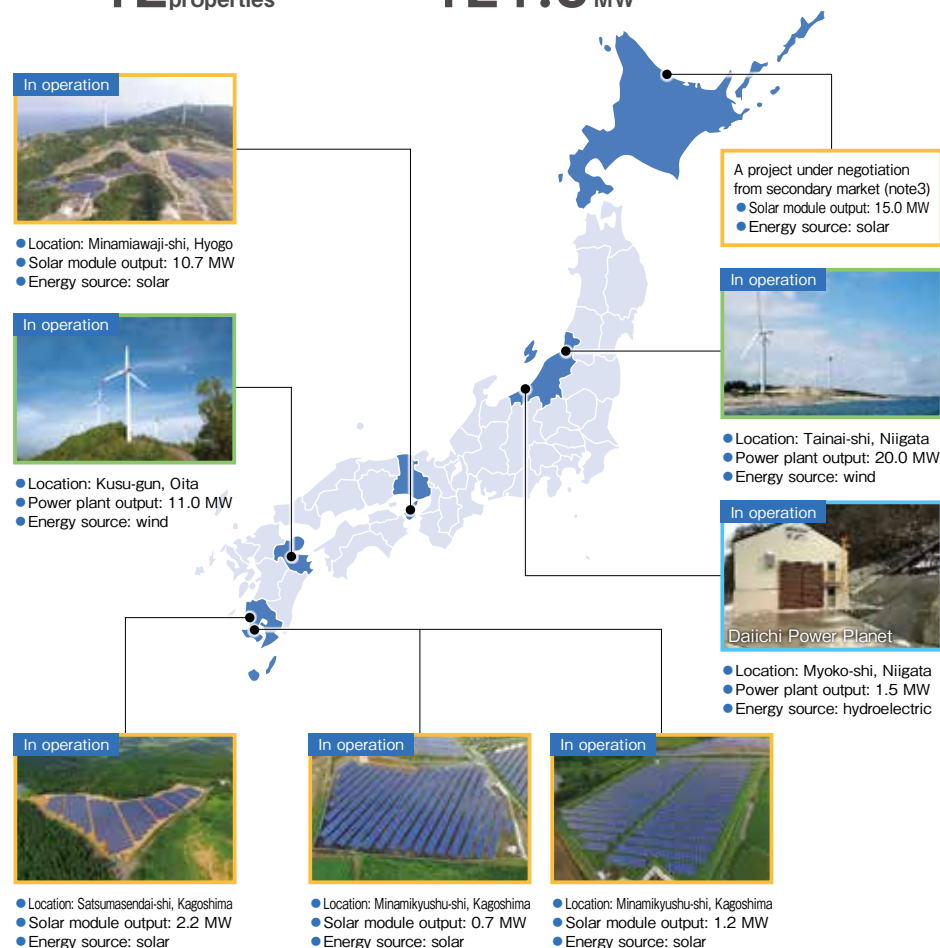 properties
MW
In operation
Location: Minamiawaji-shi, Hyogo
Solar module output: 10.7 MW
Energy source: solar
In operation
Location: Kusu-gun, Oita
Power plant output: 11.0 MW
Energy source: wind
A project under negotiation
from secondary market (note3)
Solar module output: 15.0 MW
Energy source: solar
In operation
Location: Tainai-shi, Niigata
Power plant output: 20.0 MW
Energy source: wind
In operation
Daiichi Power Planet
Location: Myoko-shi, Niigata
Power plant output: 1.5 MW
Energy source: hydroelectric
In operation
Location: Satsumasendai-shi, Kagoshima
Solar module output: 2.2 MW
Energy source: solar
In operation
Location: Minamikyushu-shi, Kagoshima
Solar module output: 0.7 MW
Energy source: solar
In operation
Location: Minamikyushu-shi, Kagoshima
Solar module output: 1.2 MW
Energy source: solar